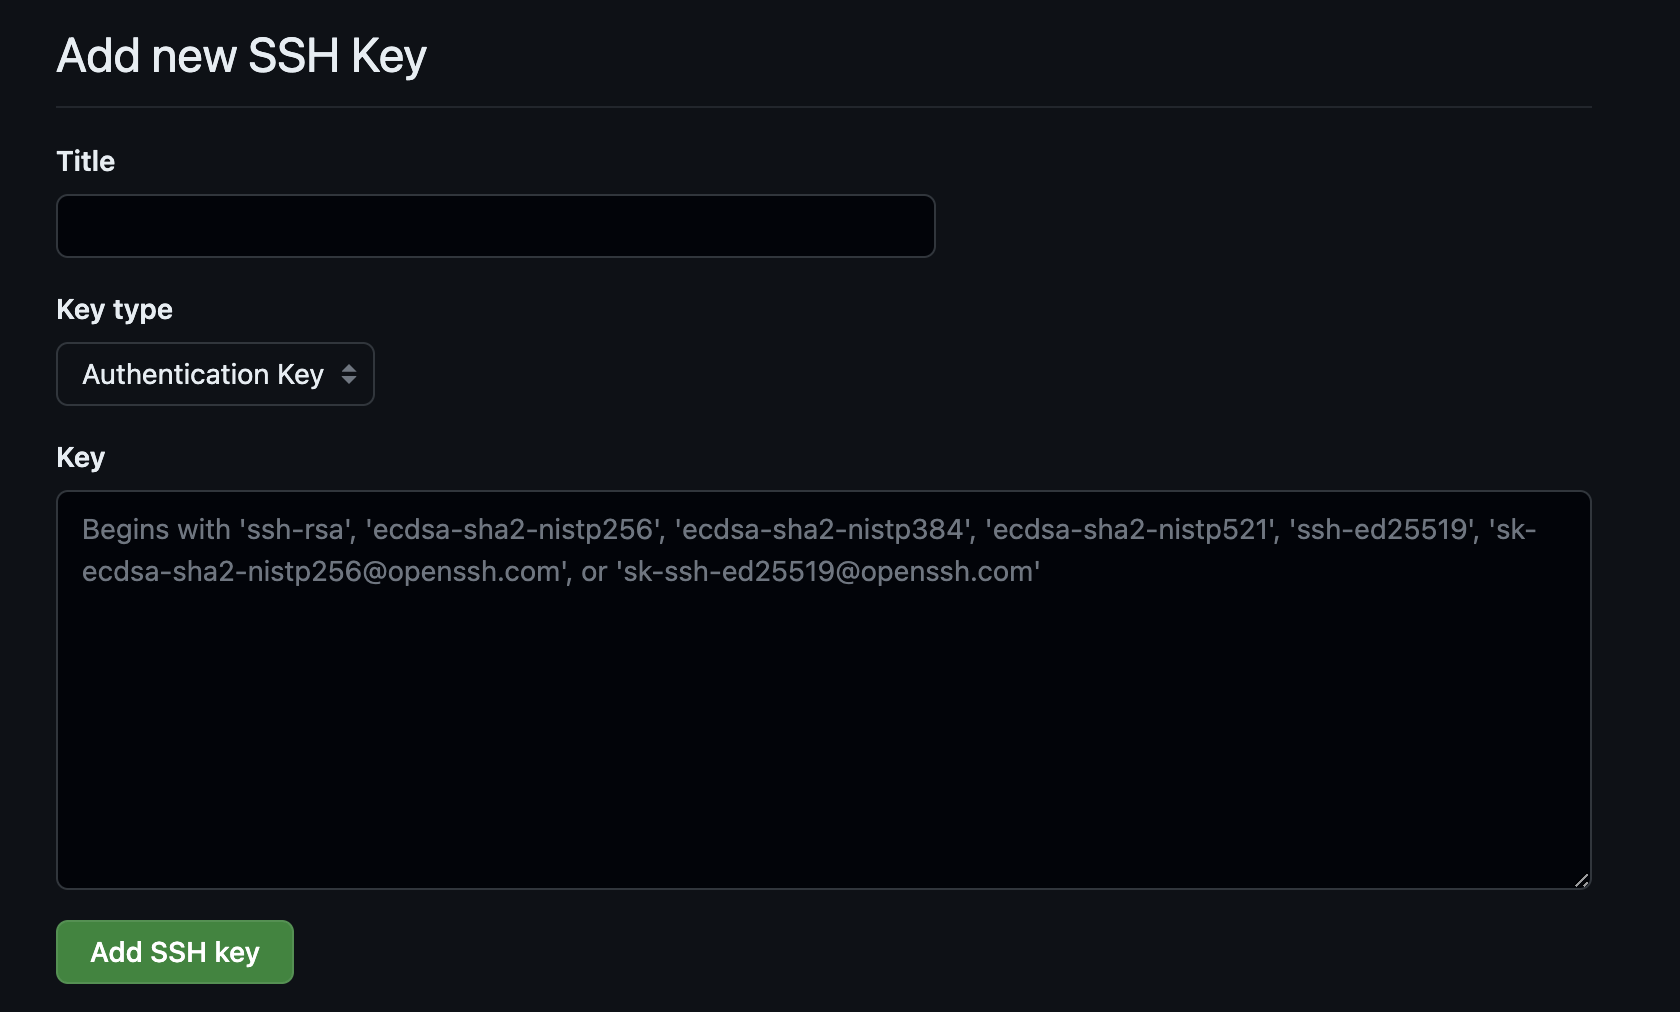 Add new SSH Key
Title
Key type
Authentication Key
Key
Begins with 'ssh-rsa', 'ecdsa-sha2-nistp256', 'ecdsa-sha2-nistp384', 'ecdsa-sha2-nistp521', 'ssh-ed25519', 'sk-
ecdsa-sha2-nistp256@openssh.com', or 'sk-ssh-ed25519@openssh.com'
Add SSH key